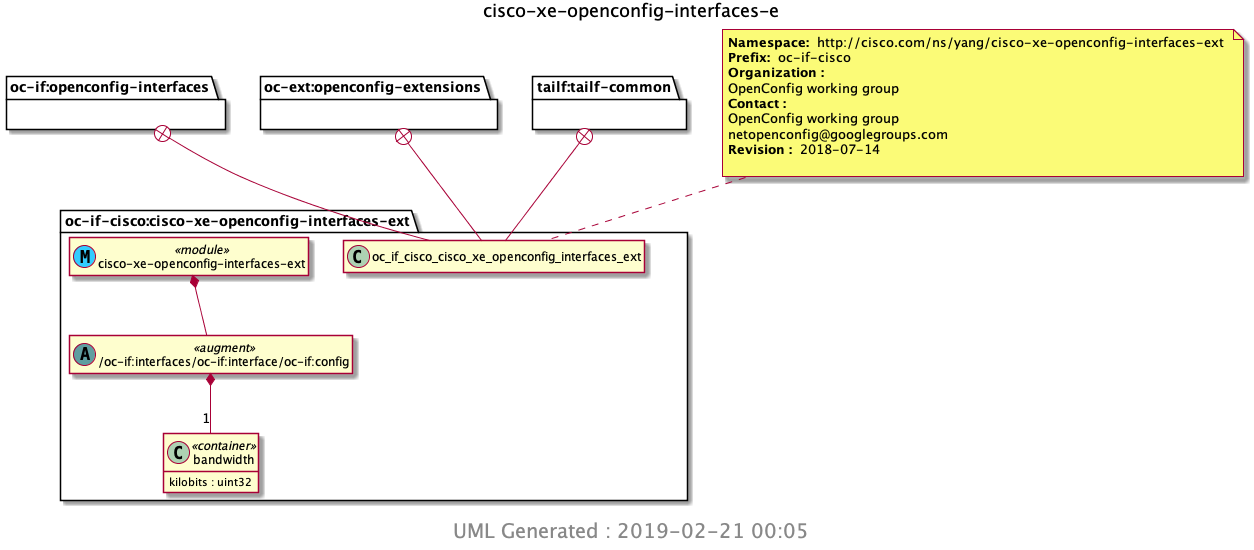 cisco-xe-openconfig-interfaces-e
Namespace: http://cisco.com/ns/yang/cisco-xe-openconfig-interfaces-ext
Prefix: oc-if-cisco
Organization :
OpenConfig working group
Contact :
OpenConfig working group
netopenconfig@googlegroups.com
Revision : 2018-07-14
oc-if:openconfig-interfaces
oc-ext:openconfig-extensions
tailf:tailf-common
oc-if-cisco:cisco-xe-openconfig-interfaces-ext
M
«module»
cisco-xe-openconfig-interfaces-ext
C
oc_if_cisco_cisco_xe_openconfig_interfaces_ext
A
«augment»
/oc-if:interfaces/oc-if:interface/oc-if:config
1
C
«container»
bandwidth
kilobits : uint32
UML Generated : 2019-02-21 00:05